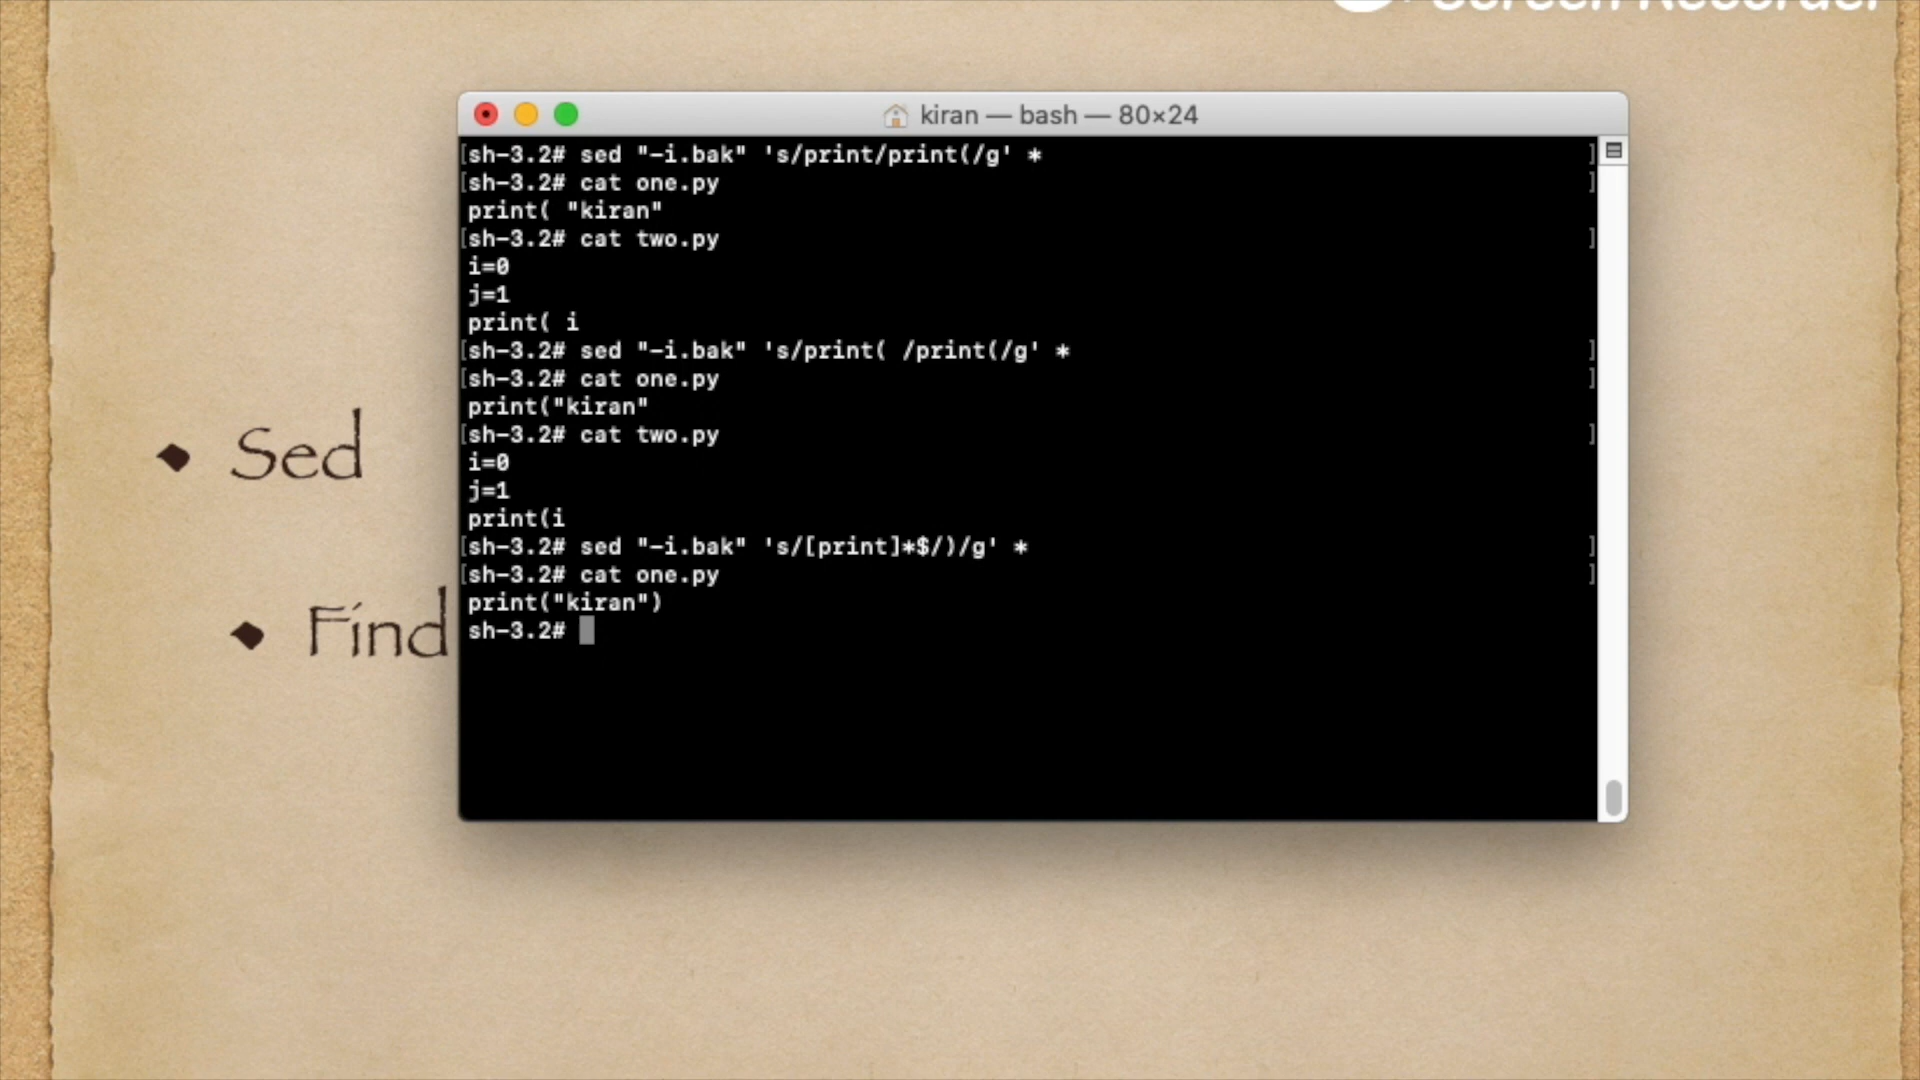 Screen Recorder
kiran — bash — 80×24
sh-3.2# sed "-i.bak" 's/print/print(/g' *
sh-3.2# cat one.py
print( "kiran"
sh-3.2# cat two.py
i=0
j=1
print( i
sh-3.2# sed "-i.bak" 's/print( /print(/g' *
sh-3.2# cat one.py
print("kiran"
sh-3.2# cat two.py
i=0
j=1
print(i
sh-3.2# sed "-i.bak" 's/[print]*$/)/g' *
sh-3.2# cat one.py
print("kiran")
sh-3.2#
Sed
Find